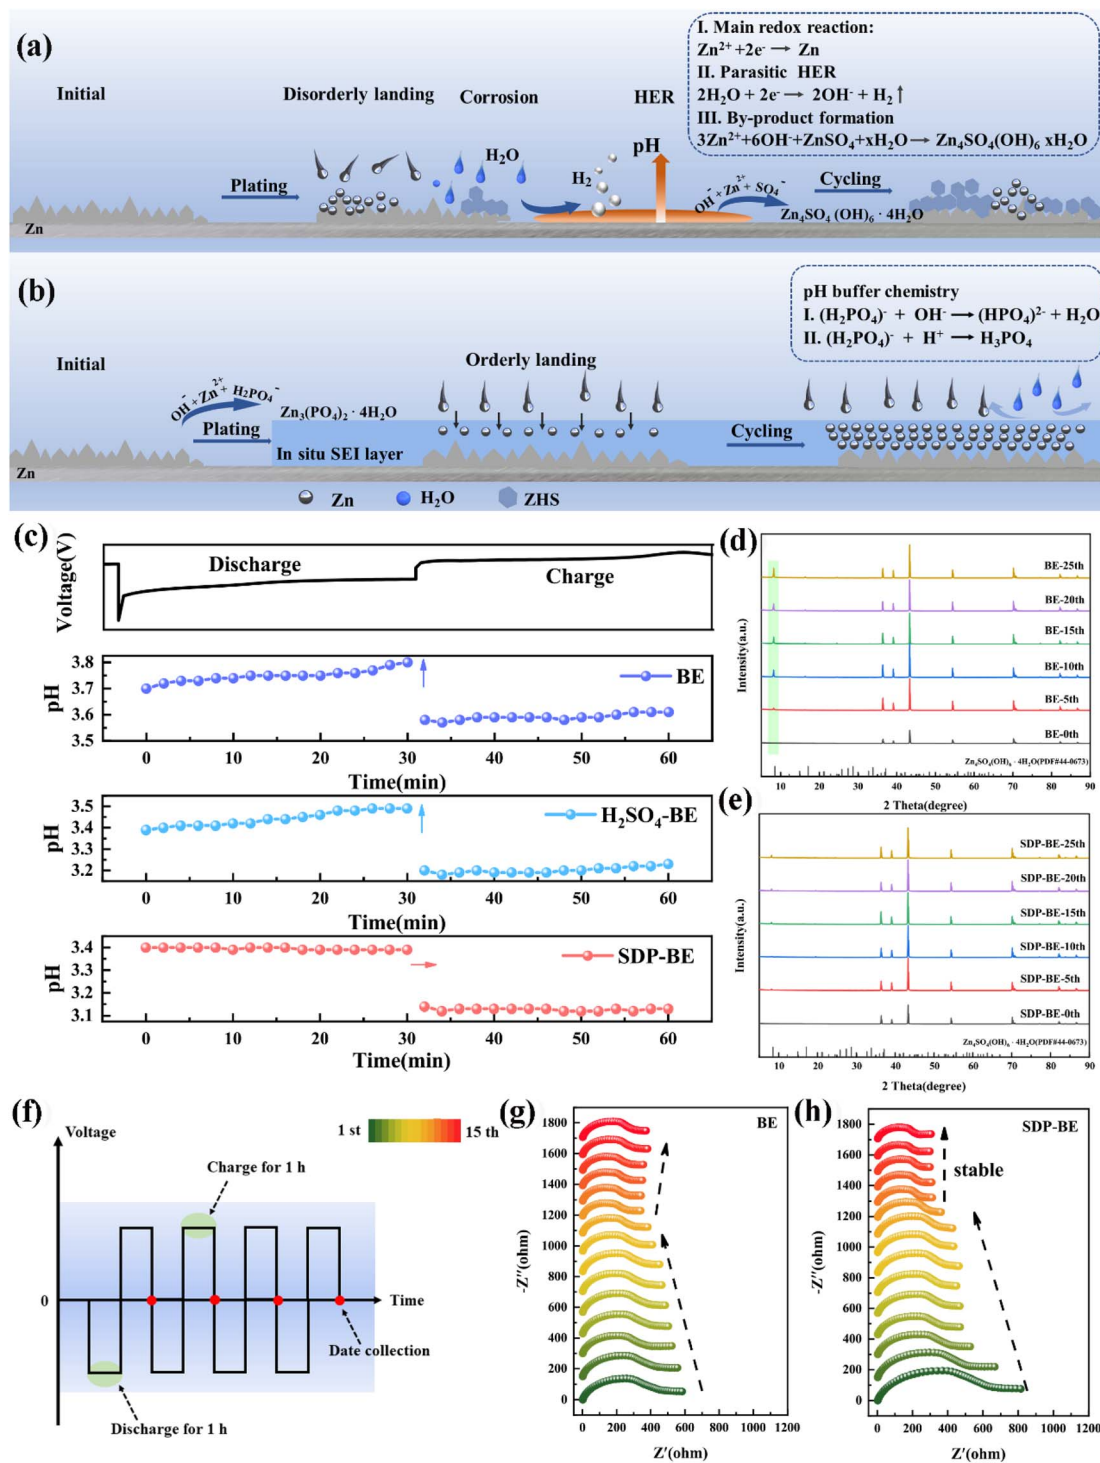 (a)
I. Main redox reaction:
Zn²⁺ +2e⁻ → Zn
II. Parasitic HER
2H₂O + 2e⁻ → 2OH⁻ + H₂↑
III. By-product formation
3Zn²⁺+6OH⁻+ZnSO₄+xH₂O → Zn₄SO₄(OH)₆ xH₂O
Initial
Disorderly landing
Corrosion
HER
H₂O
pH
H₂
Plating
OH⁻ + Zn²⁺ + SO₄⁻
Cycling
Zn₄SO₄ (OH)₆ · 4H₂O
Zn
(b)
pH buffer chemistry
I. (H₂PO₄)⁻ + OH⁻ → (HPO₄)²⁻ + H₂O
II. (H₂PO₄)⁻ + H⁺ → H₃PO₄
Initial
Orderly landing
OH⁻ + Zn²⁺ + H₂PO₄⁻
Zn₃(PO₄)₂ · 4H₂O
Plating
Cycling
In situ SEI layer
Zn
Zn
H₂O
ZHS
(c)
Voltage(V)
Discharge
Charge
pH
3.8
3.7
3.6
3.5
BE
0 10 20 30 40 50 60
Time(min)
pH
3.5
3.4
3.3
3.2
H₂SO₄-BE
0 10 20 30 40 50 60
Time(min)
pH
3.4
3.3
3.2
3.1
SDP-BE
0 10 20 30 40 50 60
Time(min)
(d)
Intensity(a.u.)
BE-25th
BE-20th
BE-15th
BE-10th
BE-5th
BE-0th
Zn₄SO₄(OH)₆ · 4H₂O(PDF#44-0673)
10 20 30 40 50 60 70 80 90
2 Theta(degree)
(e)
Intensity(a.u.)
SDP-BE-25th
SDP-BE-20th
SDP-BE-15th
SDP-BE-10th
SDP-BE-5th
SDP-BE-0th
Zn₄SO₄(OH)₆ · 4H₂O(PDF#44-0673)
5 10 20 30 40 50 60 70 80 90
2 Theta(degree)
(f)
Voltage
1 st
15 th
Charge for 1 h
0
Time
Date collection
Discharge for 1 h
(g)
BE
-Z''(ohm)
1800
1600
1400
1200
1000
800
600
400
200
0
0 200 400 600 800 1000 1200
Z'(ohm)
(h)
SDP-BE
stable
-Z''(ohm)
1800
1600
1400
1200
1000
800
600
400
200
0
0 200 400 600 800 1000 1200
Z'(ohm)